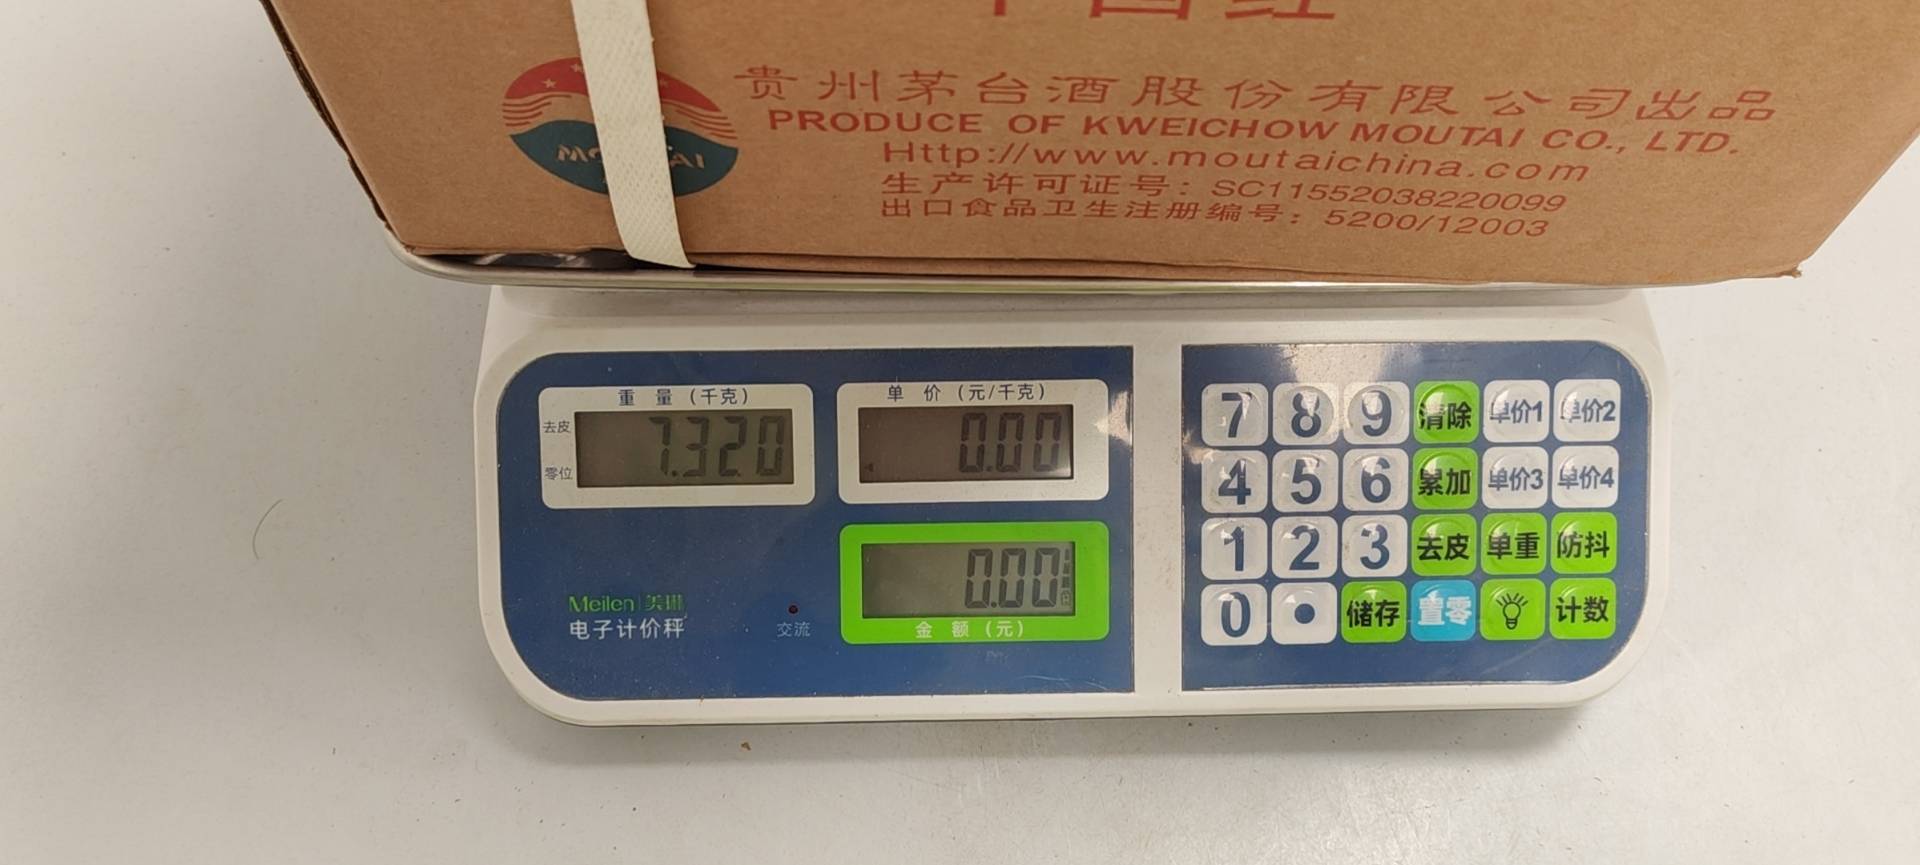 贵州茅台酒股份有限公司出品
PRODUCE OF KWEICHOW MOUTAI CO., LTD.
Http://www.moutaichina.com
生产许可证号：SC11552038220099
出口食品卫生注册编号：5200/12003
重 量 (千克)
去皮
零位
7.320
单 价 (元/千克)
0.00
0.00
金 额 (元)
Meilen 美琳
电子计价秤
交流
7 8 9 清除 单价1 单价2
4 5 6 累加 单价3 单价4
1 2 3 去皮 单重 防抖
0 • 储存 置零 计数